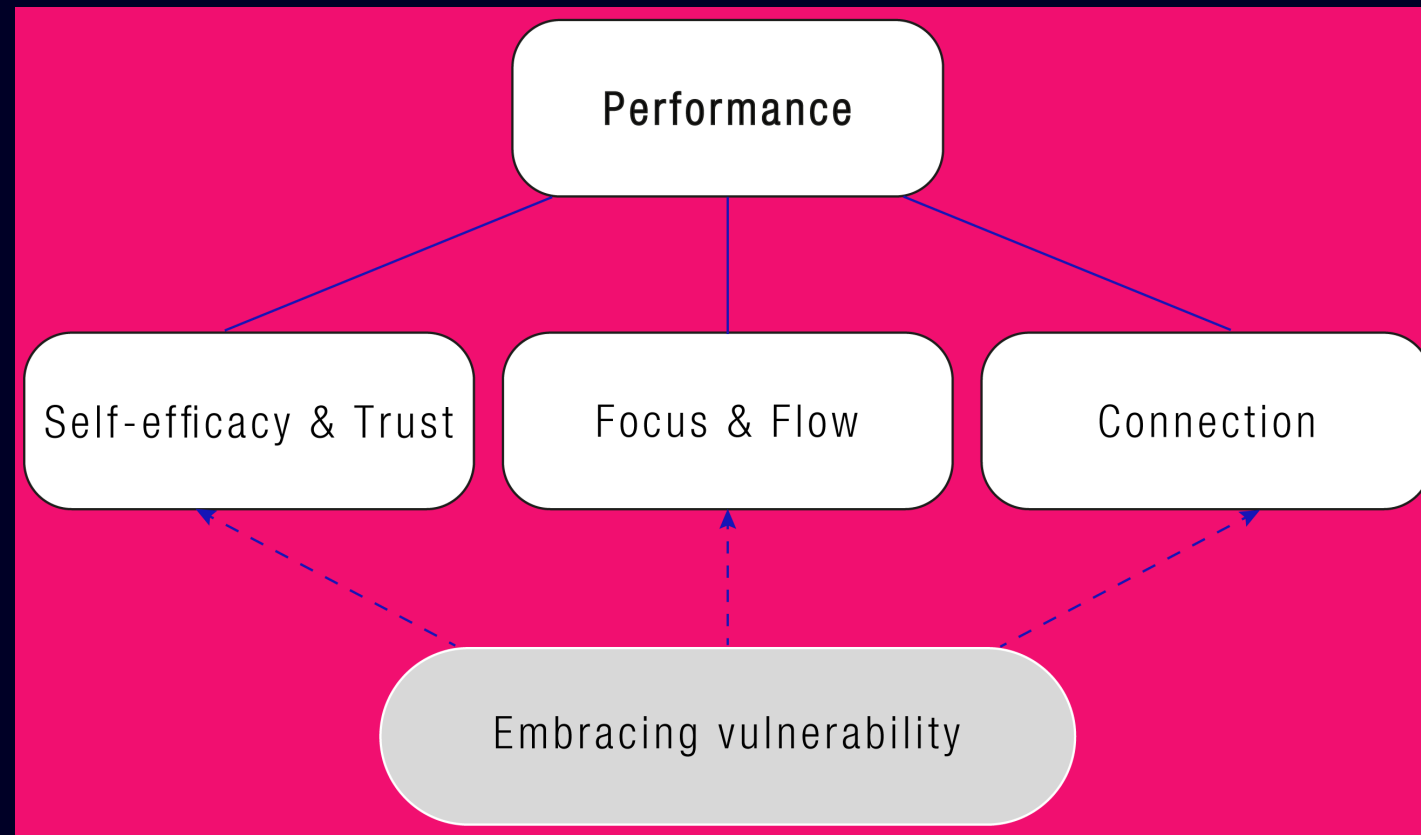 Performance
Self-efficacy & Trust
Focus & Flow
Connection
Embracing vulnerability